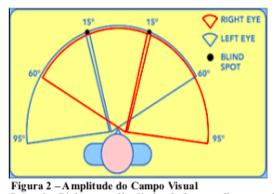 15° 15° RIGHT EYE
LEFT EYE
BLIND
SPOT
60° 60°
95° 95°
Figura 2 – Amplitude do Campo Visual